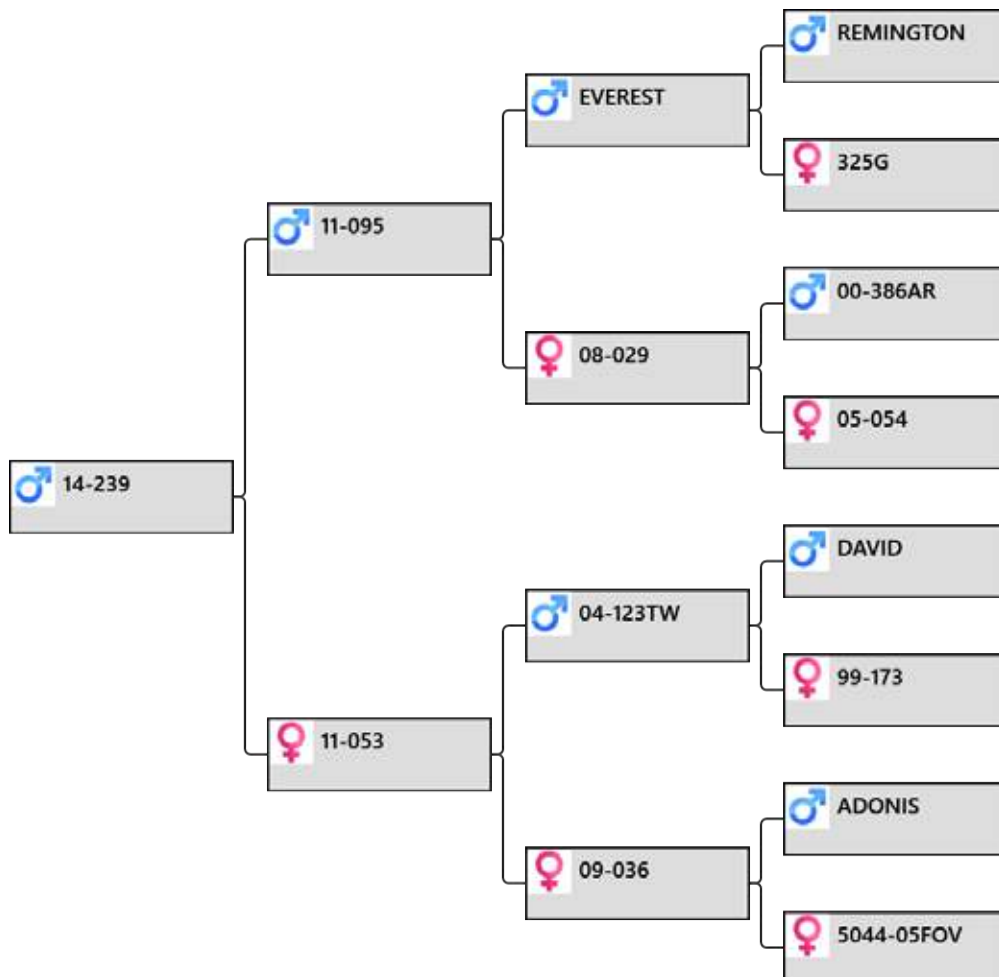 REMINGTON
EVEREST
325G
11-095
00-386AR
08-029
05-054
14-239
DAVID
04-123TW
99-173
11-053
ADONIS
09-036
5044-05FOV